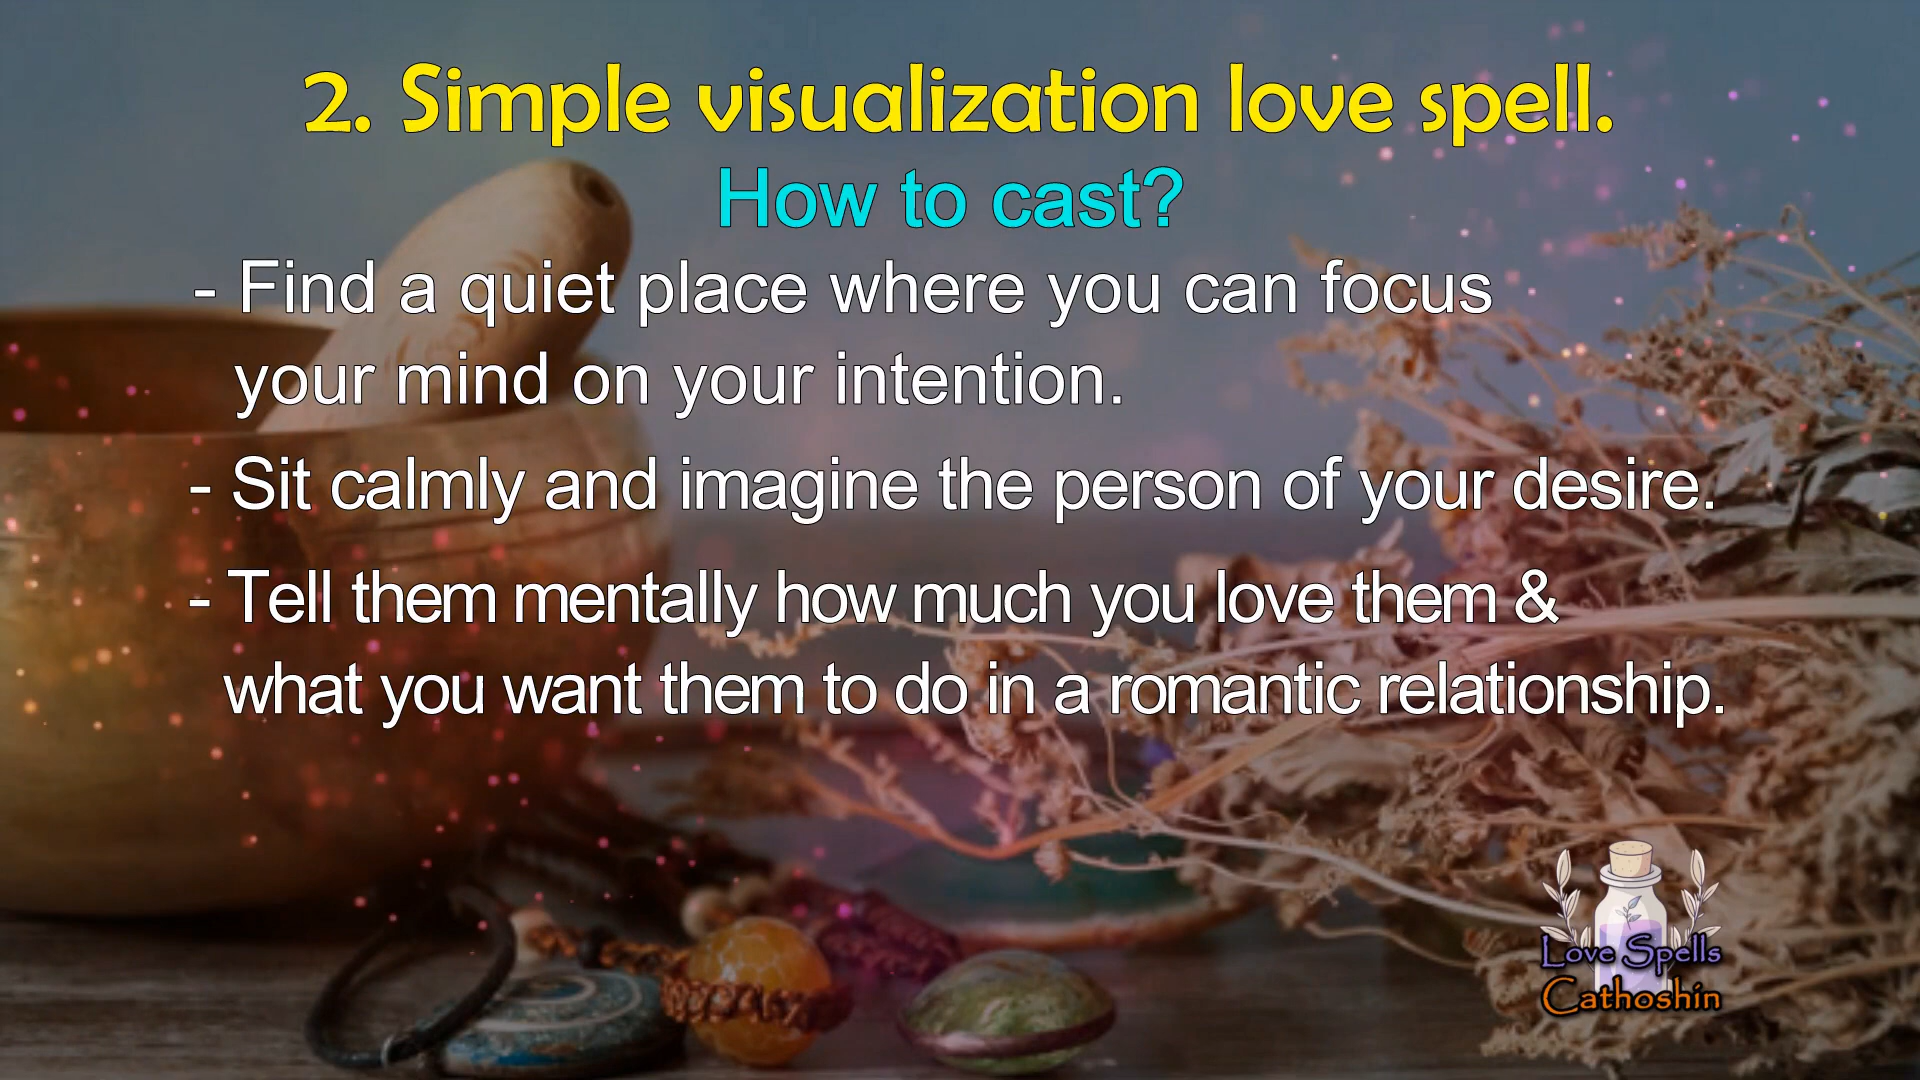 2. Simple visualization love spell.
How to cast?
- Find a quiet place where you can focus
your mind on your intention.
- Sit calmly and imagine the person of your desire.
- Tell them mentally how much you love them &
what you want them to do in a romantic relationship.
Love Spells
Cathoshin